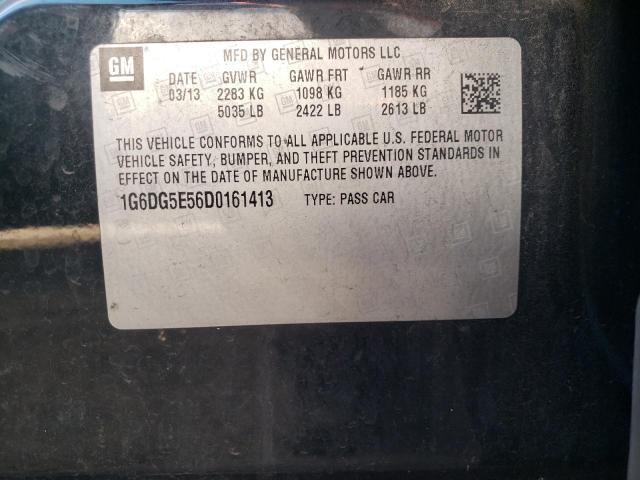 GM
MFD BY GENERAL MOTORS LLC
DATE GVWR GAWR FRT GAWR RR
03/13 2283 KG 1098 KG 1185 KG
5035 LB 2422 LB 2613 LB
THIS VEHICLE CONFORMS TO ALL APPLICABLE U.S. FEDERAL MOTOR
VEHICLE SAFETY, BUMPER, AND THEFT PREVENTION STANDARDS IN
EFFECT ON THE DATE OF MANUFACTURE SHOWN ABOVE.
1G6DG5E56D0161413 TYPE: PASS CAR